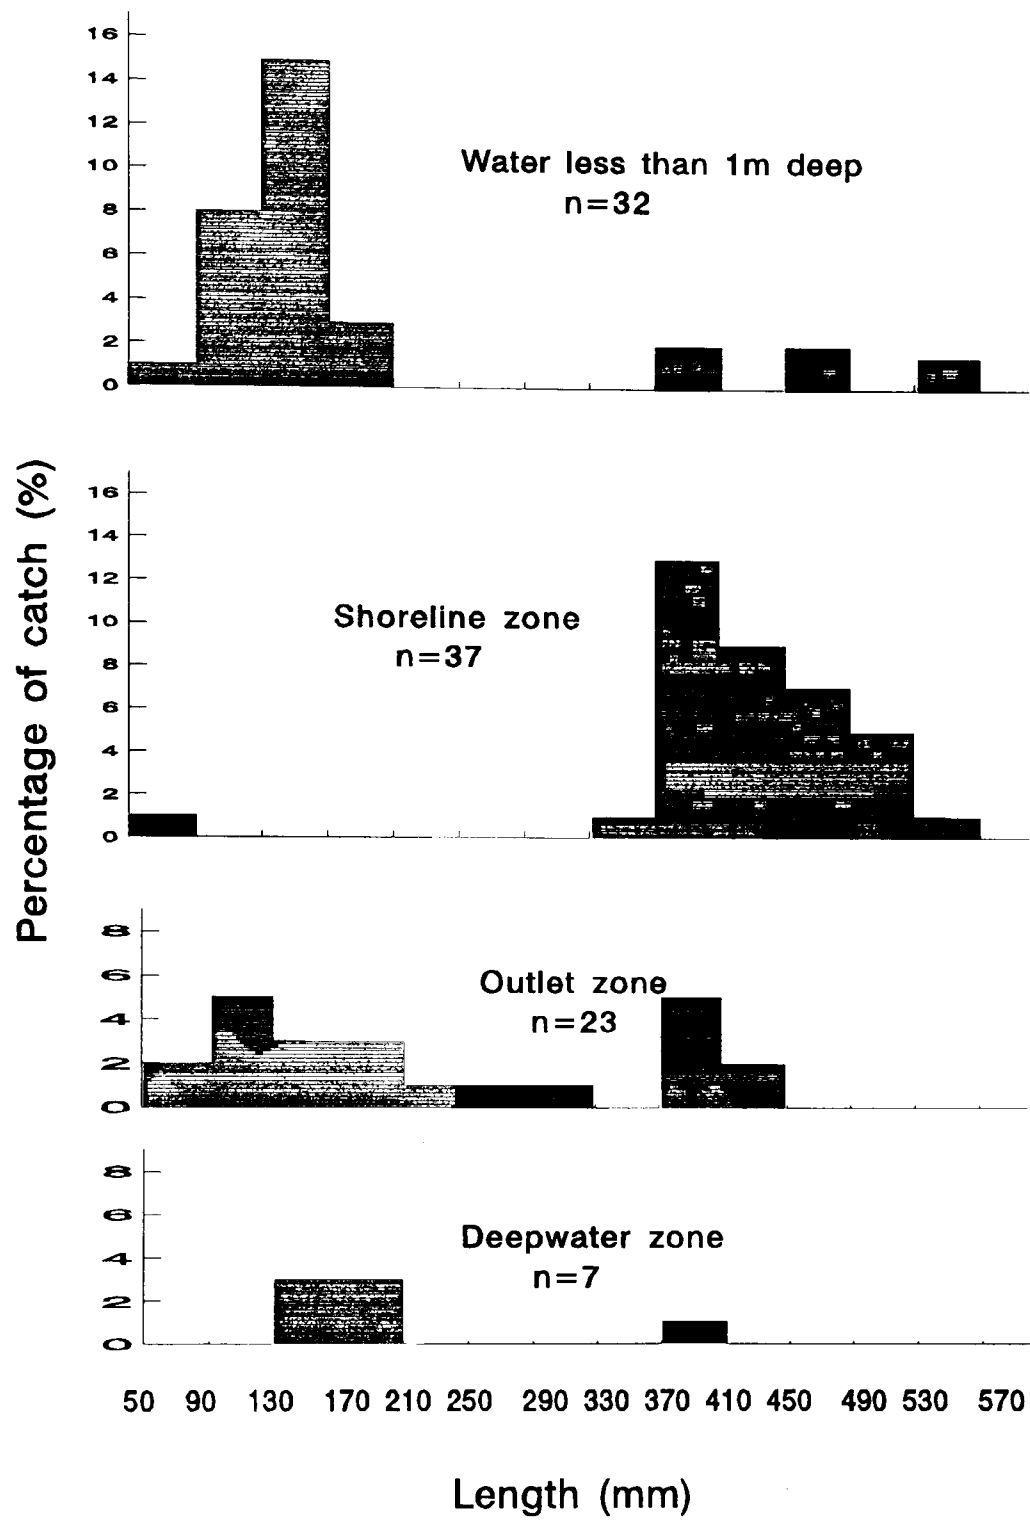 16
14
12
10
8
6
4
2
0
Water less than 1m deep
n=32
16
14
12
10
8
6
4
2
0
Shoreline zone
n=37
8
6
4
2
0
Outlet zone
n=23
8
6
4
2
0
Deepwater zone
n=7
Percentage of catch (%)
50 90 130 170 210 250 290 330 370 410 450 490 530 570
Length (mm)